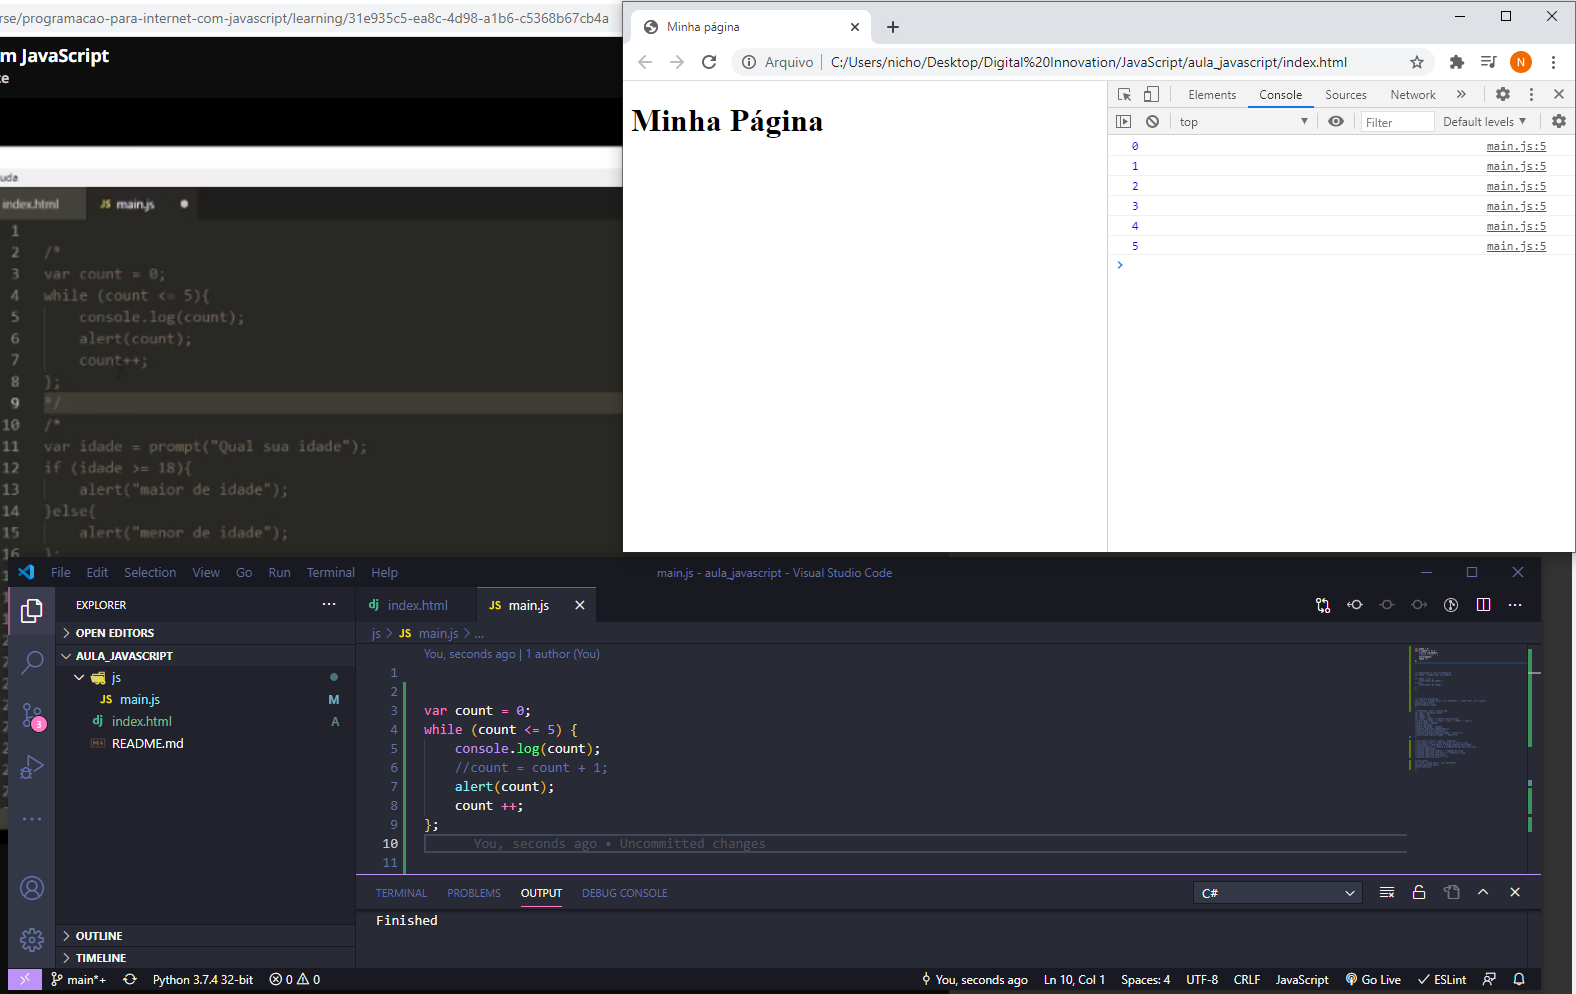 rse/programacao-para-internet-com-javascript/learning/31e935c5-ea8c-4d98-a1b6-c5368b67cb4a
m JavaScript
te
uda
index.html
JS main.js
1
2 /*
3 var count = 0;
4 while (count <= 5){
5 console.log(count);
6 alert(count);
7 count++;
8 };
9 */
10 /*
11 var idade = prompt("Qual sua idade");
12 if (idade >= 18){
13 alert("maior de idade");
14 }else{
15 alert("menor de idade");
16 };
Minha página
Arquivo | C:/Users/nicho/Desktop/Digital%20Innovation/JavaScript/aula_javascript/index.html
N
Minha Página
Elements Console Sources Network
top Filter Default levels
0 main.js:5
1 main.js:5
2 main.js:5
3 main.js:5
4 main.js:5
5 main.js:5
File Edit Selection View Go Run Terminal Help
main.js - aula_javascript - Visual Studio Code
EXPLORER
OPEN EDITORS
AULA_JAVASCRIPT
js
JS main.js M
dj index.html A
README.md
OUTLINE
TIMELINE
3
dj index.html
JS main.js
js > JS main.js > ...
You, seconds ago | 1 author (You)
1
2
3 var count = 0;
4 while (count <= 5) {
5 console.log(count);
6 //count = count + 1;
7 alert(count);
8 count ++;
9 };
10 You, seconds ago • Uncommitted changes
11
TERMINAL PROBLEMS OUTPUT DEBUG CONSOLE
C#
Finished
main*+ Python 3.7.4 32-bit 0 0
You, seconds ago Ln 10, Col 1 Spaces: 4 UTF-8 CRLF JavaScript Go Live ESLint